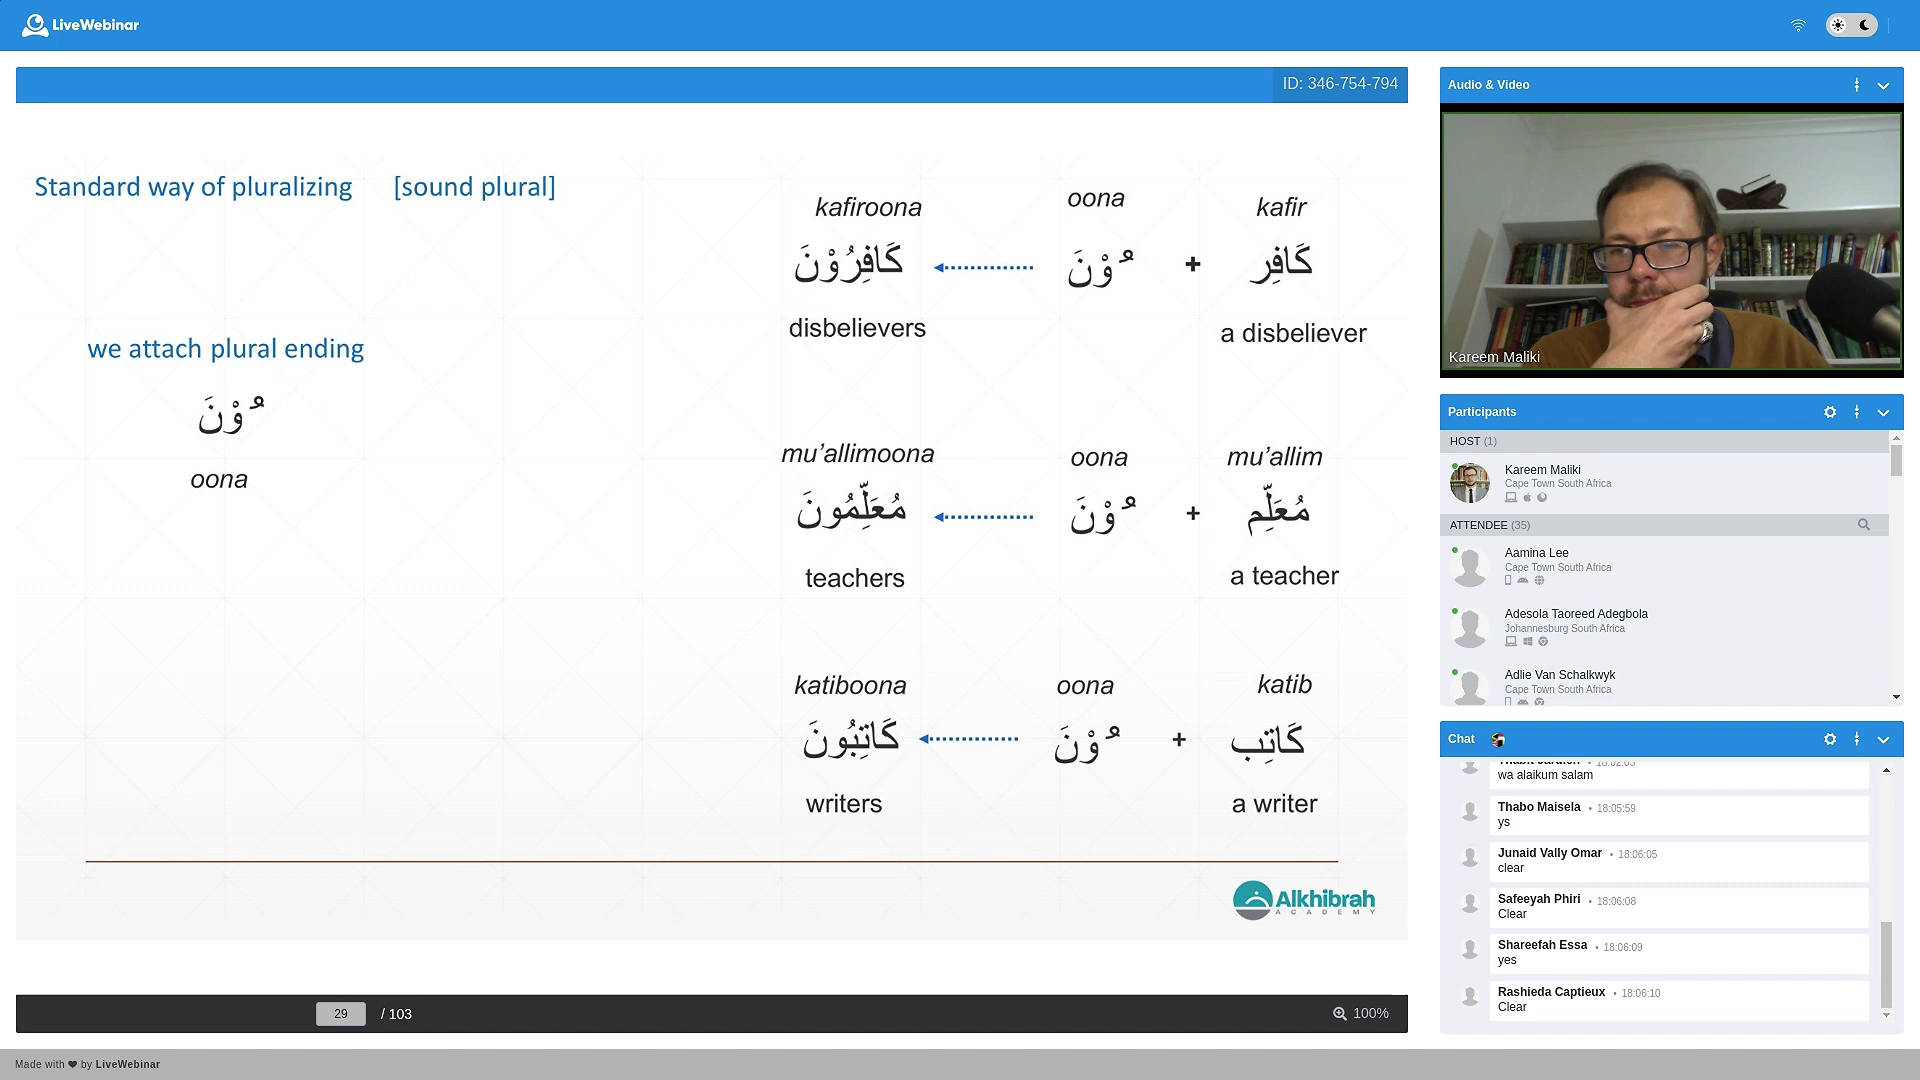 LiveWebinar
ID: 346-754-794
Standard way of pluralizing [sound plural]
we attach plural ending
ـُوْنَ
oona
kafiroona oona kafir
كَافِرُوْنَ ـُوْنَ + كَافِر
disbelievers a disbeliever
mu’allimoona oona mu’allim
مُعَلِّمُونَ ـُوْنَ + مُعَلِّم
teachers a teacher
katiboona oona katib
كَاتِبُونَ ـُوْنَ + كَاتِب
writers a writer
Alkhibrah
ACADEMY
29 / 103
100%
Audio & Video
Kareem Maliki
Participants
HOST (1)
Kareem Maliki
Cape Town South Africa
ATTENDEE (35)
Aamina Lee
Cape Town South Africa
Adesola Taoreed Adegbola
Johannesburg South Africa
Adlie Van Schalkwyk
Cape Town South Africa
Chat
wa alaikum salam
Thabo Maisela • 18:05:59
ys
Junaid Vally Omar • 18:06:05
clear
Safeeyah Phiri • 18:06:08
Clear
Shareefah Essa • 18:06:09
yes
Rashieda Captieux • 18:06:10
Clear
Made with ❤ by LiveWebinar